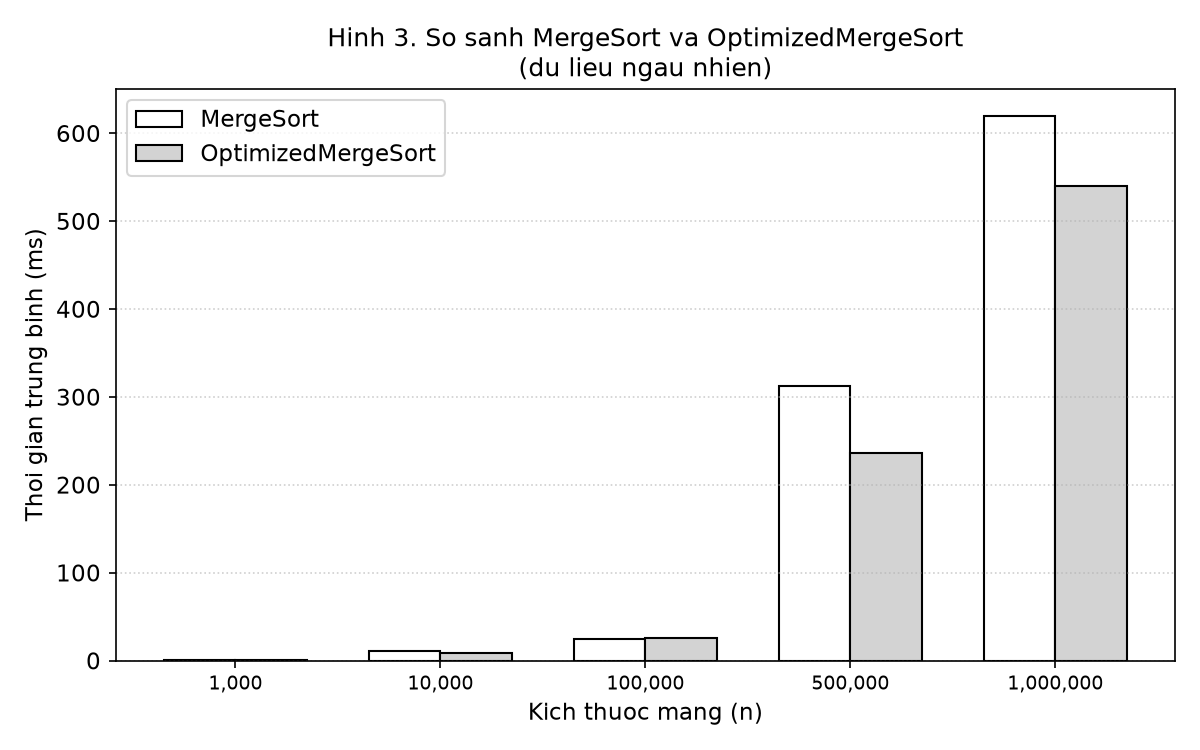 Hinh 3. So sanh MergeSort va OptimizedMergeSort
(du lieu ngau nhien)
MergeSort
OptimizedMergeSort
Thoi gian trung binh (ms)
600
500
400
300
200
100
0
1,000
10,000
100,000
500,000
1,000,000
Kich thuoc mang (n)